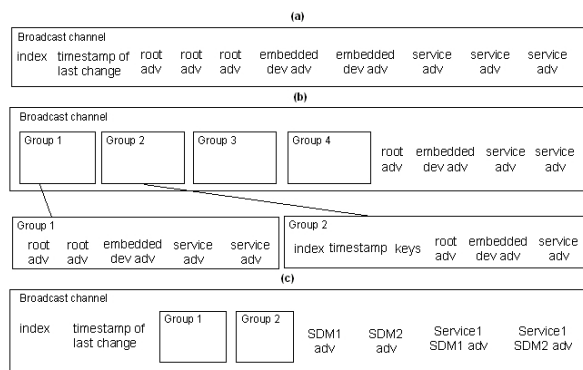 (a)
Broadcast channel
index timestamp of root root root embedded embedded service service service
last change adv adv adv dev adv dev adv adv adv adv
(b)
Broadcast channel
Group 1 Group 2 Group 3 Group 4
root embedded service service
adv dev adv adv adv
Group 1
root root embedded service service
adv adv dev adv adv adv
Group 2
index timestamp keys root embedded service
adv dev adv adv
(c)
Broadcast channel
index timestamp of
last change
Group 1 Group 2
SDM1 SDM2 Service1 Service1
adv adv SDM1 adv SDM2 adv